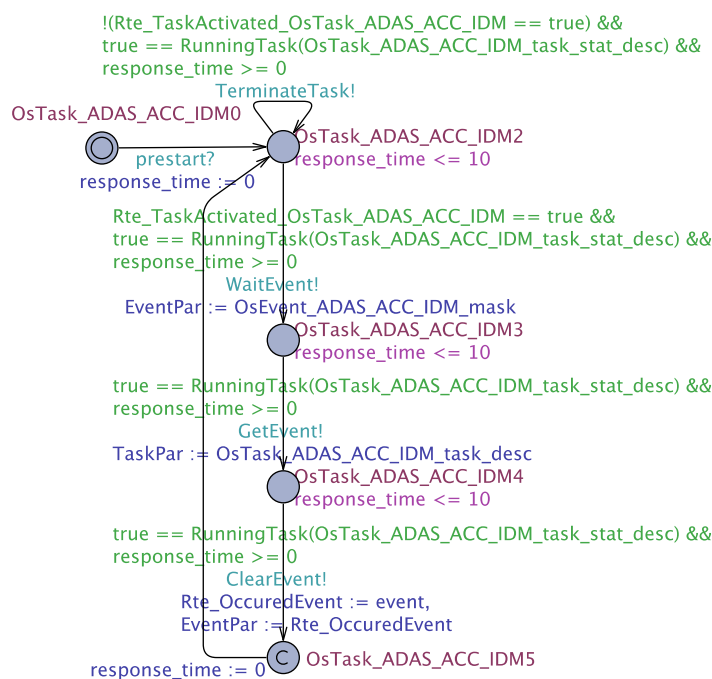 !(Rte_TaskActivated_OsTask_ADAS_ACC_IDM == true) &&
true == RunningTask(OsTask_ADAS_ACC_IDM_task_stat_desc) &&
response_time >= 0
TerminateTask!
OsTask_ADAS_ACC_IDM0
OsTask_ADAS_ACC_IDM2
prestart?
response_time <= 10
response_time := 0
Rte_TaskActivated_OsTask_ADAS_ACC_IDM == true &&
true == RunningTask(OsTask_ADAS_ACC_IDM_task_stat_desc) &&
response_time >= 0
WaitEvent!
EventPar := OsEvent_ADAS_ACC_IDM_mask
OsTask_ADAS_ACC_IDM3
response_time <= 10
true == RunningTask(OsTask_ADAS_ACC_IDM_task_stat_desc) &&
response_time >= 0
GetEvent!
TaskPar := OsTask_ADAS_ACC_IDM_task_desc
OsTask_ADAS_ACC_IDM4
response_time <= 10
true == RunningTask(OsTask_ADAS_ACC_IDM_task_stat_desc) &&
response_time >= 0
ClearEvent!
Rte_OccuredEvent := event,
EventPar := Rte_OccuredEvent
C
OsTask_ADAS_ACC_IDM5
response_time := 0